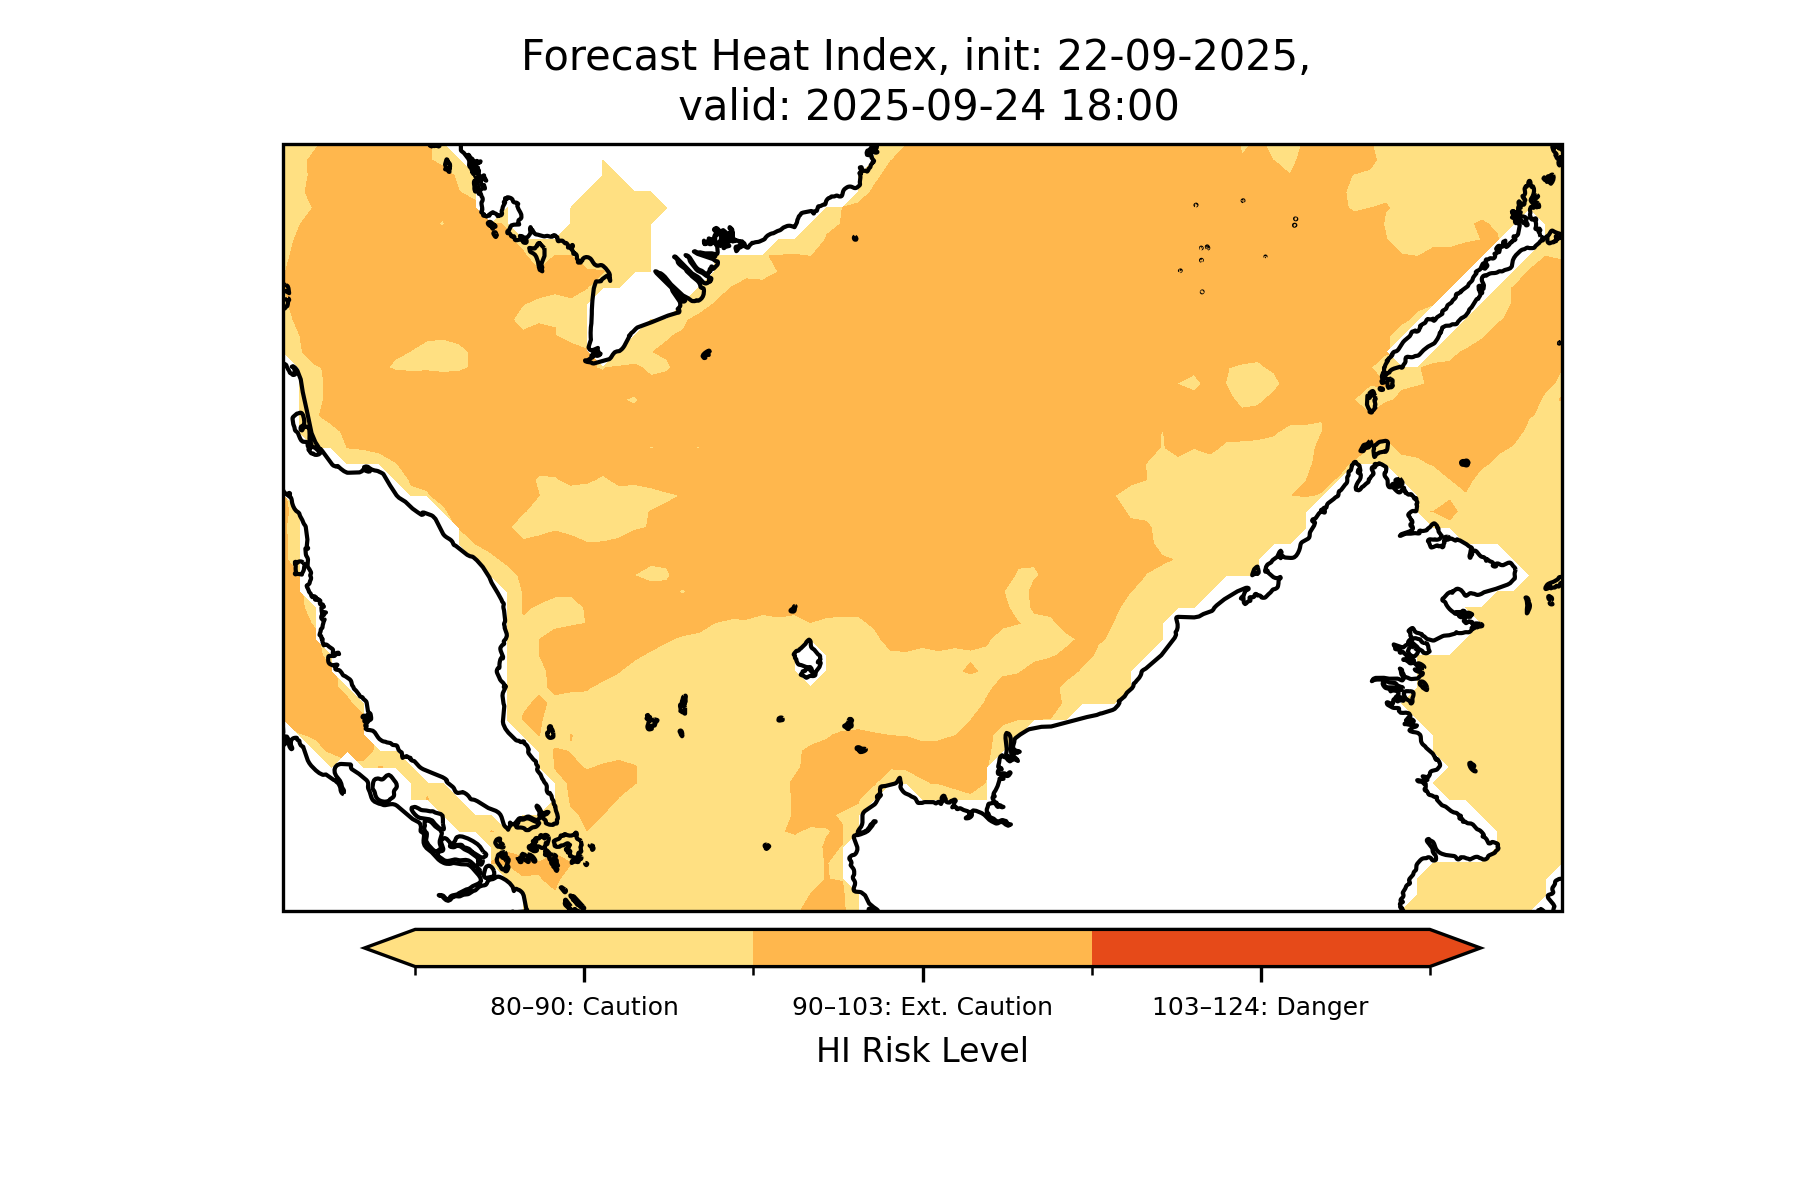 Forecast Heat Index, init: 22-09-2025,
valid: 2025-09-24 18:00
80–90: Caution
90–103: Ext. Caution
103–124: Danger
HI Risk Level